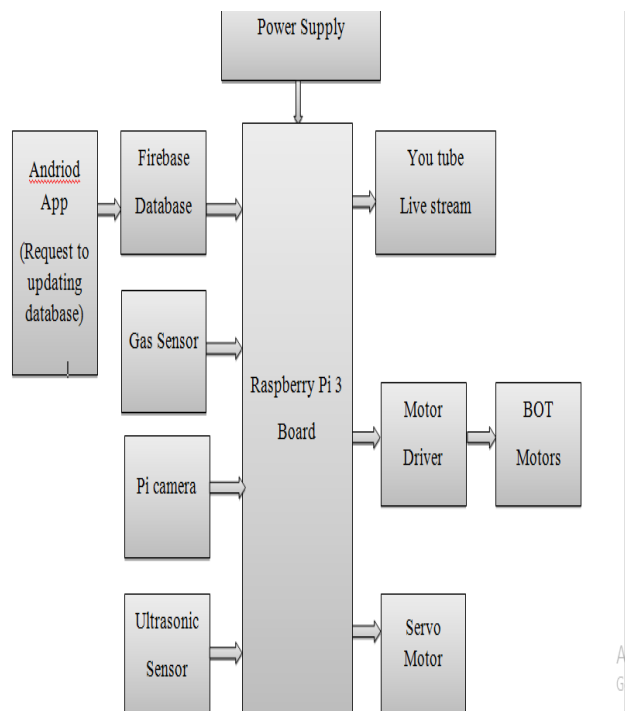 Power Supply
Andriod
App
(Request to
updating
database)
Firebase
Database
You tube
Live stream
Gas Sensor
Raspberry Pi 3
Board
Motor
Driver
BOT
Motors
Pi camera
Ultrasonic
Sensor
Servo
Motor
A
G